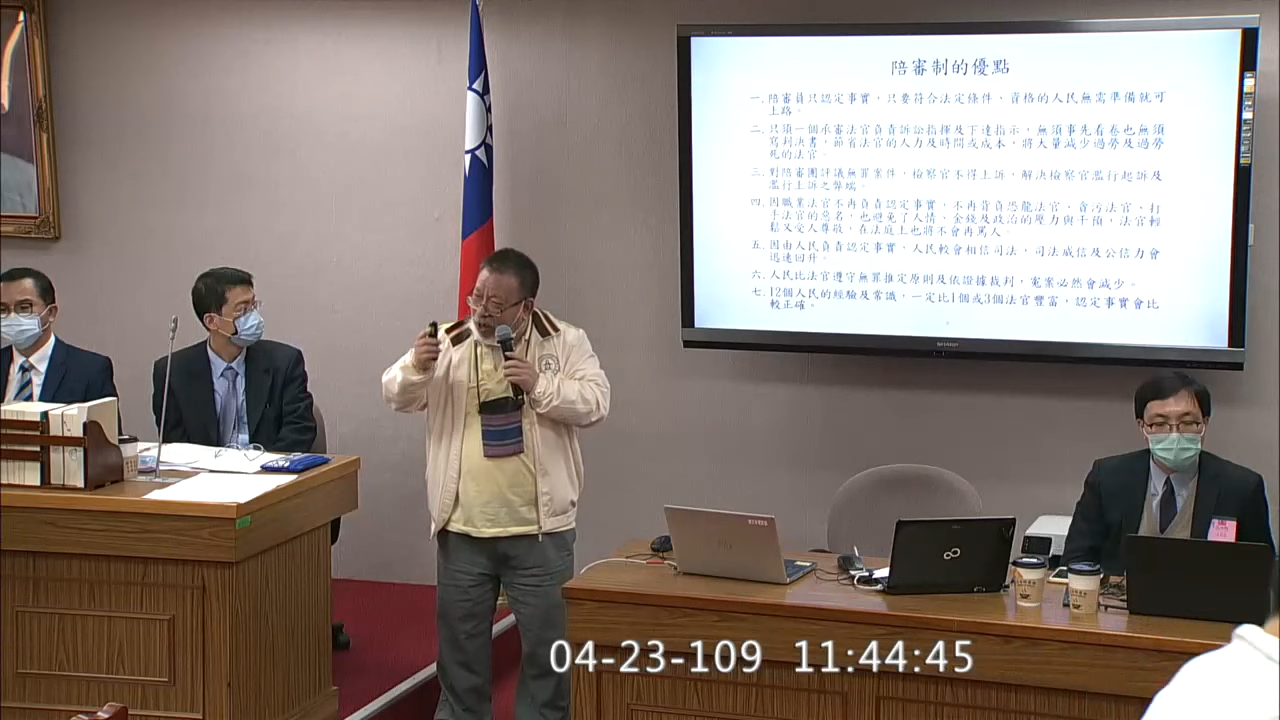 陪審制的優點
一. 陪審員只認定事實，只要符合法定條件、資格的人民無需準備就可
上路。
二. 只須一個承審法官負責訴訟指揮及下達指示，無須事先看卷也無須
寫判決書，節省法官的人力及時間或成本，將大量減少過勞及過勞
死的法官。
三. 對陪審團評議無罪案件，檢察官不得上訴，解決檢察官濫行起訴及
濫行上訴之弊端。
四. 因職業法官不再負責認定事實，不再背負恐龍法官、貪污法官、打
手法官的惡名，也避免了人情、金錢及政治的壓力與干預，法官輕
鬆又受人尊敬，在法庭上也將不會再罵人。
五. 因由人民負責認定事實、人民較會相信司法，司法威信及公信力會
迅速回升。
六. 人民比法官遵守無罪推定原則及依證據裁判，冤案必然會減少。
七. 12個人民的經驗及常識，一定比1個或3個法官豐富，認定事實會比
較正確。
SHARP
04-23-109 11:44:45